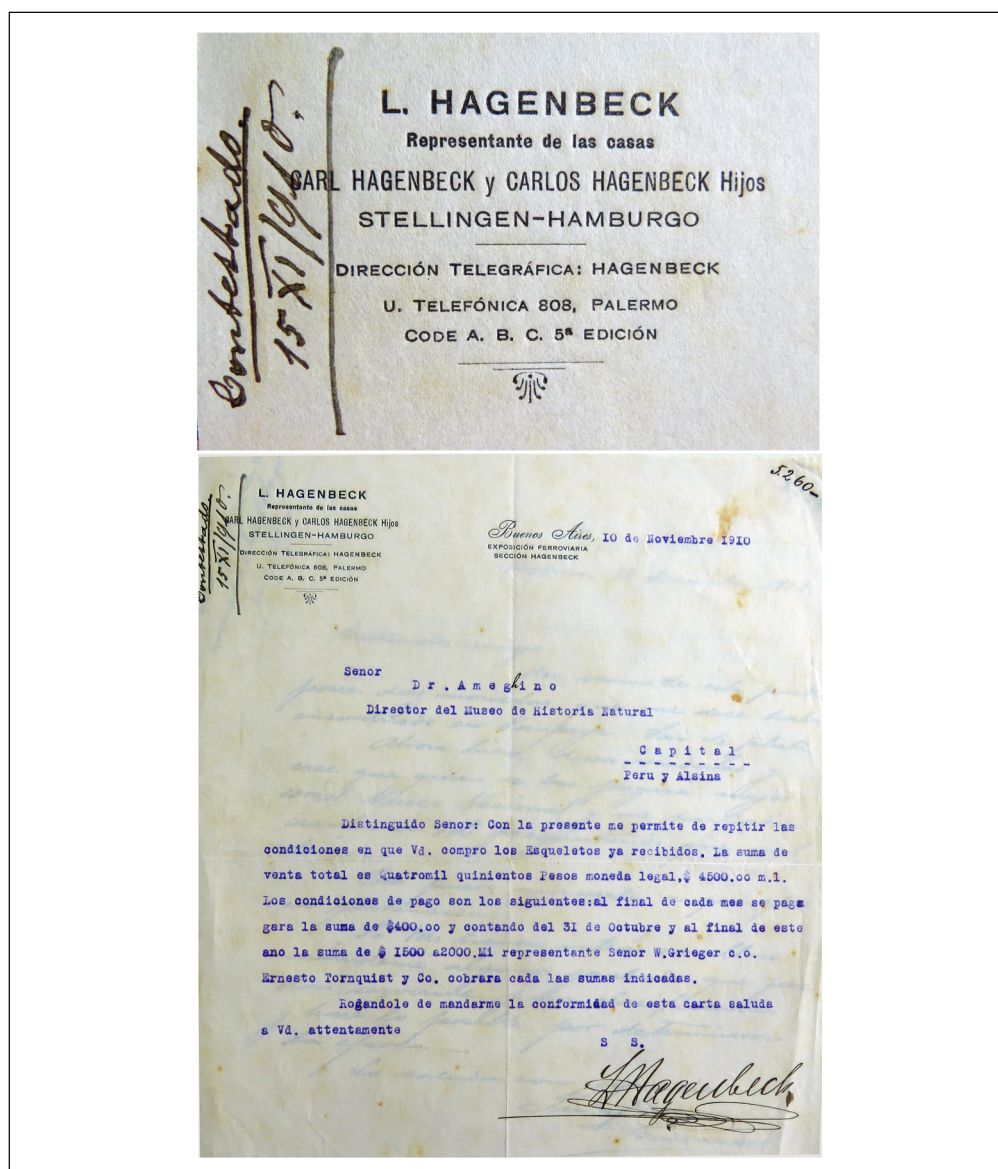 Contestado.
15 XI/910.
L. HAGENBECK
Representante de las casas
CARL HAGENBECK y CARLOS HAGENBECK Hijos
STELLINGEN-HAMBURGO
DIRECCIÓN TELEGRÁFICA: HAGENBECK
U. TELEFÓNICA 808, PALERMO
CODE A. B. C. 5ª EDICIÓN
5.260-
Contestado.
15 XI/910.
L. HAGENBECK
Representante de las casas
CARL HAGENBECK y CARLOS HAGENBECK Hijos
STELLINGEN-HAMBURGO
DIRECCIÓN TELEGRÁFICA: HAGENBECK
U. TELEFÓNICA 808, PALERMO
CODE A. B. C. 5ª EDICIÓN
Buenos Aires, IO de Noviembre I9IO
EXPOSICIÓN FERROVIARIA
SECCIÓN HAGENBECK
Senor
Dr. Ameghino
Director del Museo de Historia Natural
Capital
Peru y Alsina
Distinguido Senor: Con la presente me permite de repitir las
condiciones en que Vd. compro los Esqueletos ya recibidos. La suma de
venta total es Quatromil quinientos Pesos moneda legal,$ 4500.oo m.l.
Los condiciones de pago son los siguientes:al final de cada mes se paga
gara la suma de $400.oo y contando del 3I de Octubre y al final de este
ano la suma de $ I500 a2000.Mi representante Senor W.Grieger c.o.
Ernesto Tornquist y Co. cobrara cada las sumas indicadas.
Rogandole de mandarme la conformidad de esta carta saluda
a Vd. attentamente
S S.
L Hagenbeck